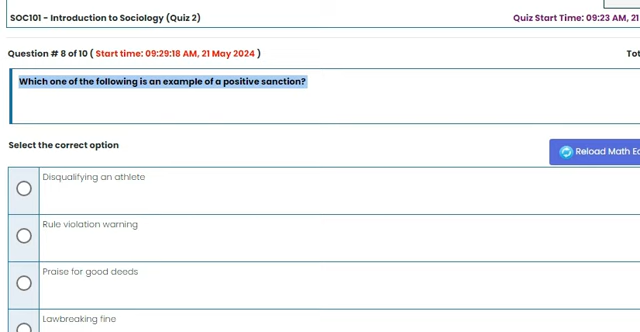 SOC101 - Introduction to Sociology (Quiz 2) Quiz Start Time: 09:23 AM, 21
Question # 8 of 10 ( Start time: 09:29:18 AM, 21 May 2024 ) Tot
Which one of the following is an example of a positive sanction?
Select the correct option
Reload Math Eq
Disqualifying an athlete
Rule violation warning
Praise for good deeds
Lawbreaking fine